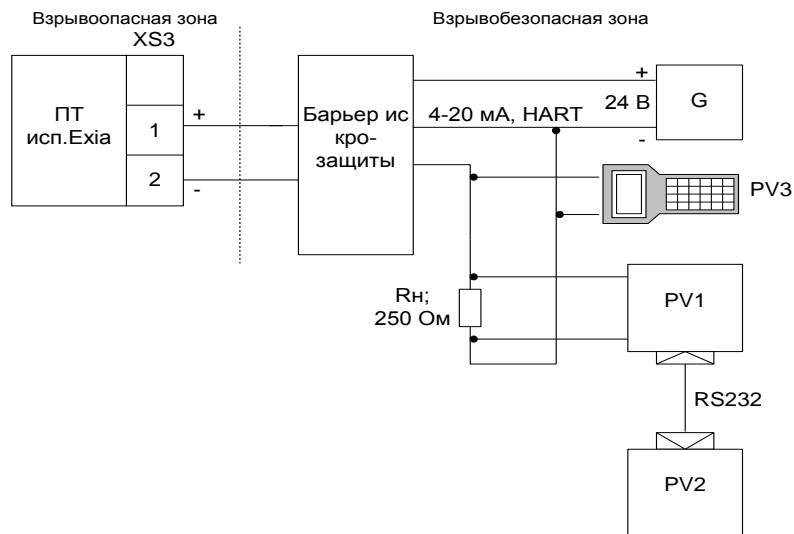 Взрывоопасная зона
Взрывобезопасная зона
XS3
ПТ
исп.Exia
1
2
+
-
Барьер ис
кро-
защиты
+
24 В
-
G
4-20 мА, HART
PV3
Rн;
250 Ом
PV1
RS232
PV2